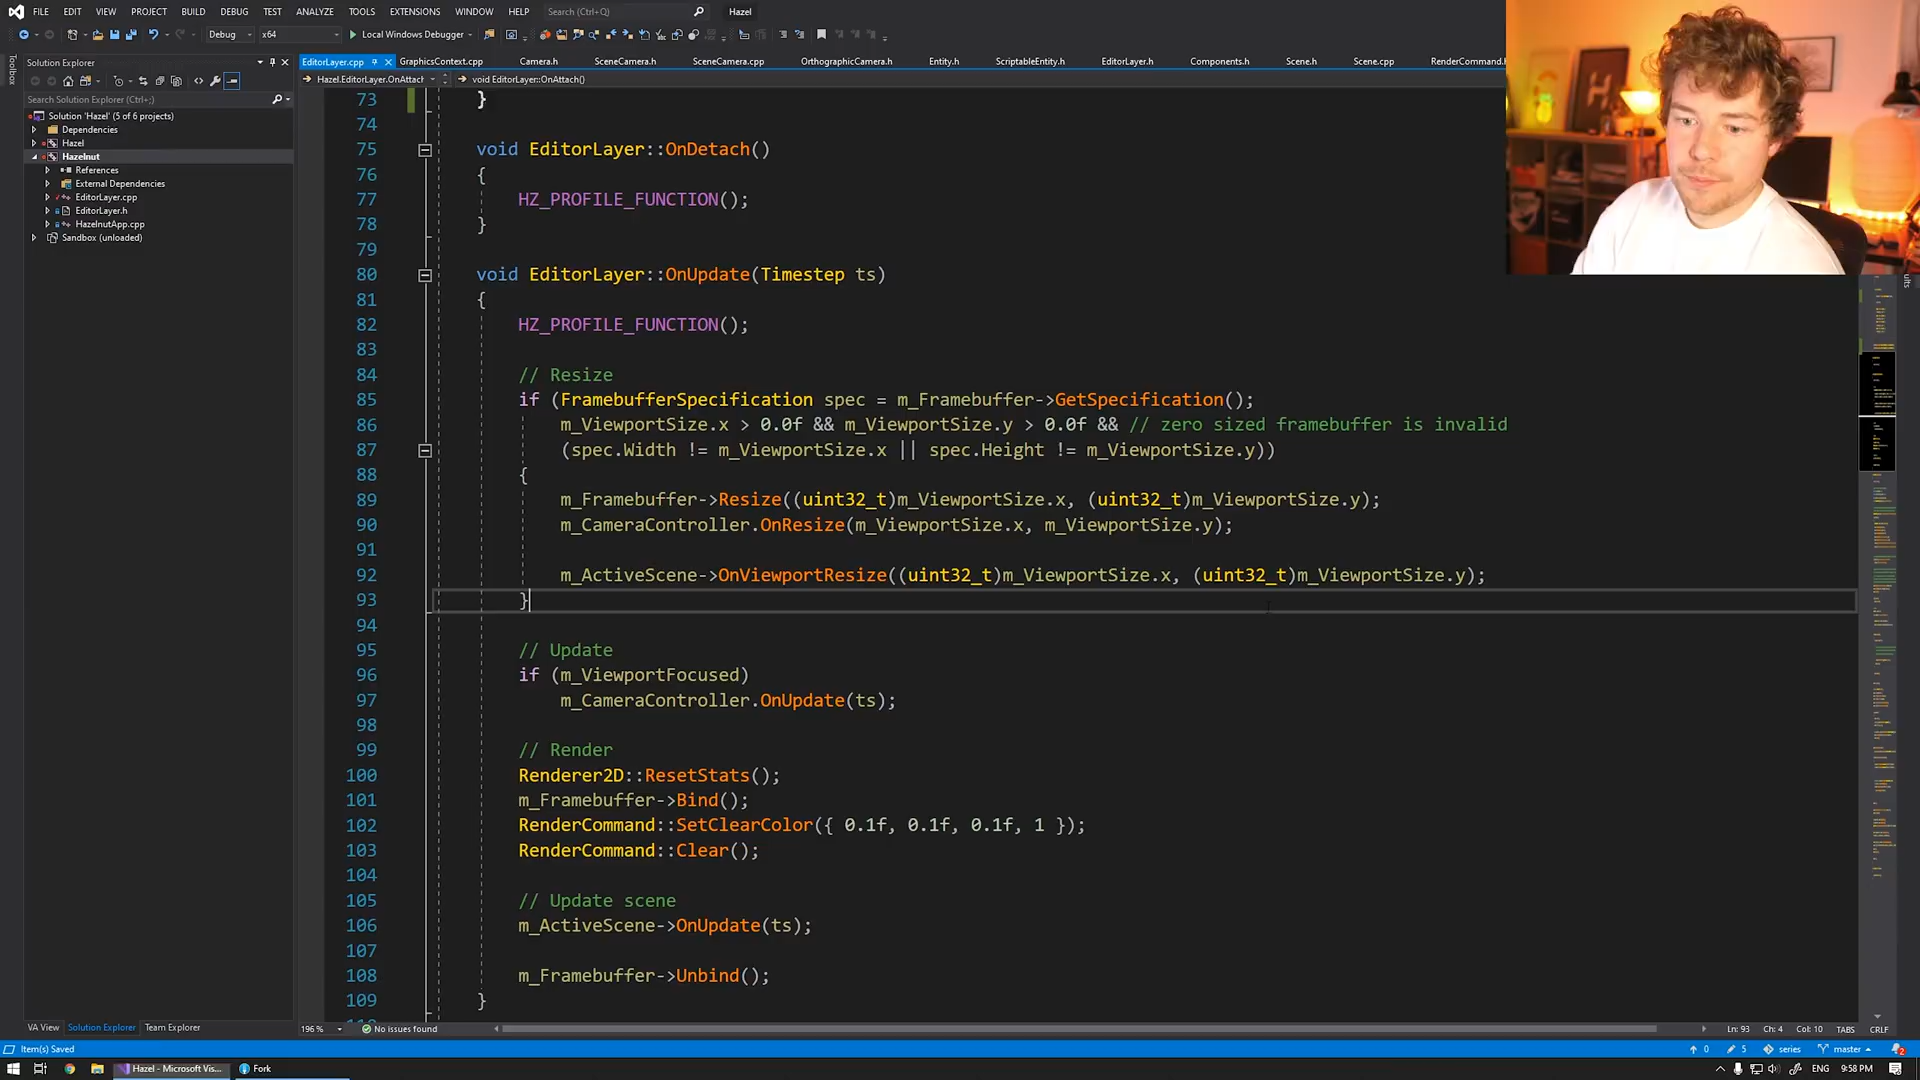 FILE EDIT VIEW PROJECT BUILD DEBUG TEST ANALYZE TOOLS EXTENSIONS WINDOW HELP Search (Ctrl+Q) Hazel
Debug x64 Local Windows Debugger
Toolbox
Solution Explorer
Search Solution Explorer (Ctrl+;)
Solution 'Hazel' (5 of 6 projects)
Dependencies
Hazel
Hazelnut
References
External Dependencies
EditorLayer.cpp
EditorLayer.h
HazelnutApp.cpp
Sandbox (unloaded)
VA View Solution Explorer Team Explorer
EditorLayer.cpp GraphicsContext.cpp Camera.h SceneCamera.h SceneCamera.cpp OrthographicCamera.h Entity.h ScriptableEntity.h EditorLayer.h Components.h Scene.h Scene.cpp RenderCommand.h
Hazel.EditorLayer.OnAttach void EditorLayer::OnAttach()
73 }
74
75 void EditorLayer::OnDetach()
76 {
77 HZ_PROFILE_FUNCTION();
78 }
79
80 void EditorLayer::OnUpdate(Timestep ts)
81 {
82 HZ_PROFILE_FUNCTION();
83
84 // Resize
85 if (FramebufferSpecification spec = m_Framebuffer->GetSpecification();
86 m_ViewportSize.x > 0.0f && m_ViewportSize.y > 0.0f && // zero sized framebuffer is invalid
87 (spec.Width != m_ViewportSize.x || spec.Height != m_ViewportSize.y))
88 {
89 m_Framebuffer->Resize((uint32_t)m_ViewportSize.x, (uint32_t)m_ViewportSize.y);
90 m_CameraController.OnResize(m_ViewportSize.x, m_ViewportSize.y);
91
92 m_ActiveScene->OnViewportResize((uint32_t)m_ViewportSize.x, (uint32_t)m_ViewportSize.y);
93 }
94
95 // Update
96 if (m_ViewportFocused)
97 m_CameraController.OnUpdate(ts);
98
99 // Render
100 Renderer2D::ResetStats();
101 m_Framebuffer->Bind();
102 RenderCommand::SetClearColor({ 0.1f, 0.1f, 0.1f, 1 });
103 RenderCommand::Clear();
104
105 // Update scene
106 m_ActiveScene->OnUpdate(ts);
107
108 m_Framebuffer->Unbind();
109 }
196 % No issues found Ln: 93 Ch: 4 Col: 10 TABS CRLF
Item(s) Saved 0 5 series master 2
Hazel - Microsoft Vis... Fork ENG 9:58 PM